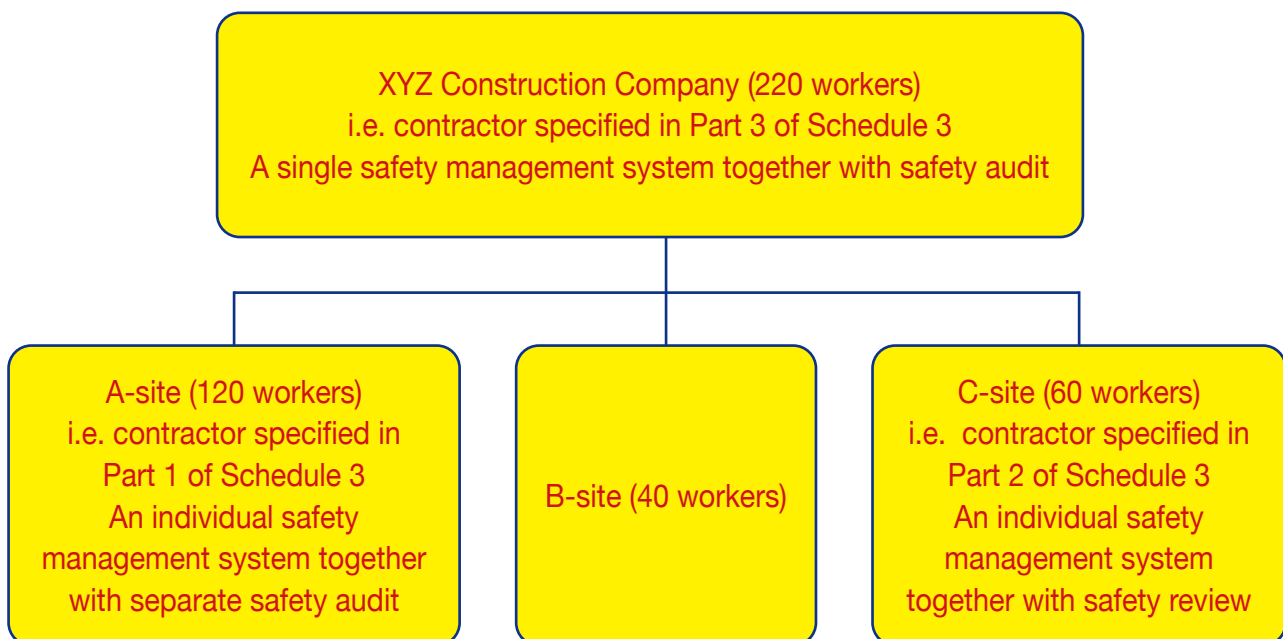 XYZ Construction Company (220 workers)
i.e. contractor specified in Part 3 of Schedule 3
A single safety management system together with safety audit
A-site (120 workers)
i.e. contractor specified in
Part 1 of Schedule 3
An individual safety
management system together
with separate safety audit
B-site (40 workers)
C-site (60 workers)
i.e. contractor specified in
Part 2 of Schedule 3
An individual safety
management system
together with safety review